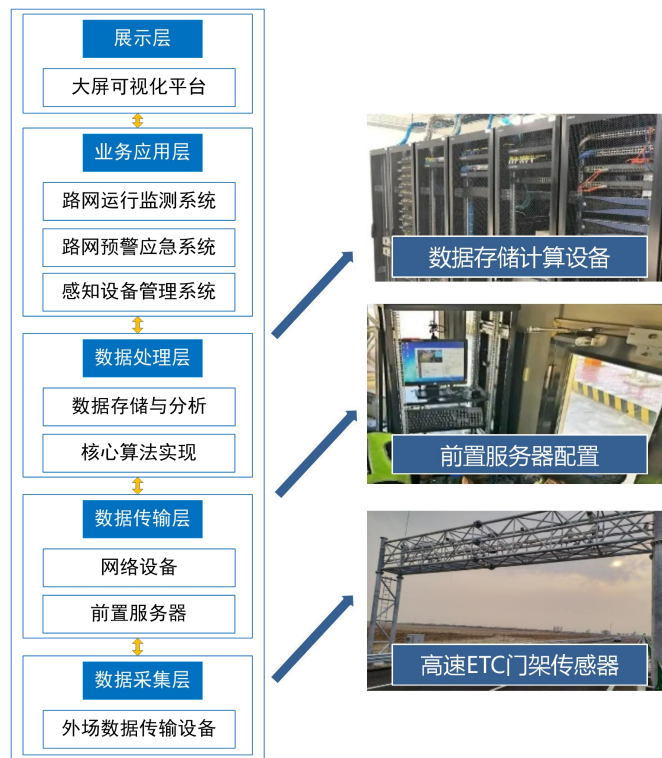 展示层
大屏可视化平台
业务应用层
路网运行监测系统
路网预警应急系统
感知设备管理系统
数据处理层
数据存储与分析
核心算法实现
数据传输层
网络设备
前置服务器
数据采集层
外场数据传输设备
数据存储计算设备
前置服务器配置
高速ETC门架传感器